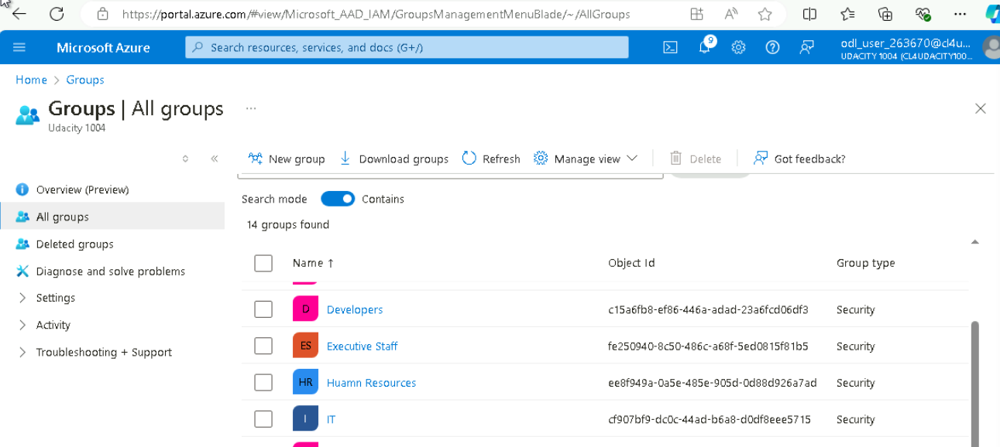 https://portal.azure.com/#view/Microsoft_AAD_IAM/GroupsManagementMenuBlade/~/AllGroups
Microsoft Azure Search resources, services, and docs (G+/) 9 odl_user_263670@cl4u...
UDACITY 1004 (CL4UDACITY100...
Home > Groups
Groups | All groups ...
Udacity 1004
New group Download groups Refresh Manage view Delete Got feedback?
Overview (Preview)
Search mode Contains
All groups
14 groups found
Deleted groups
Name ↑ Object Id Group type
Diagnose and solve problems
Settings
D Developers c15a6fb8-ef86-446a-adad-23a6fcd06df3 Security
Activity
ES Executive Staff fe250940-8c50-486c-a68f-5ed0815f81b5 Security
Troubleshooting + Support
HR Huamn Resources ee8f949a-0a5e-485e-905d-0d88d926a7ad Security
I IT cf907bf9-dc0c-44ad-b6a8-d0df8eee5715 Security